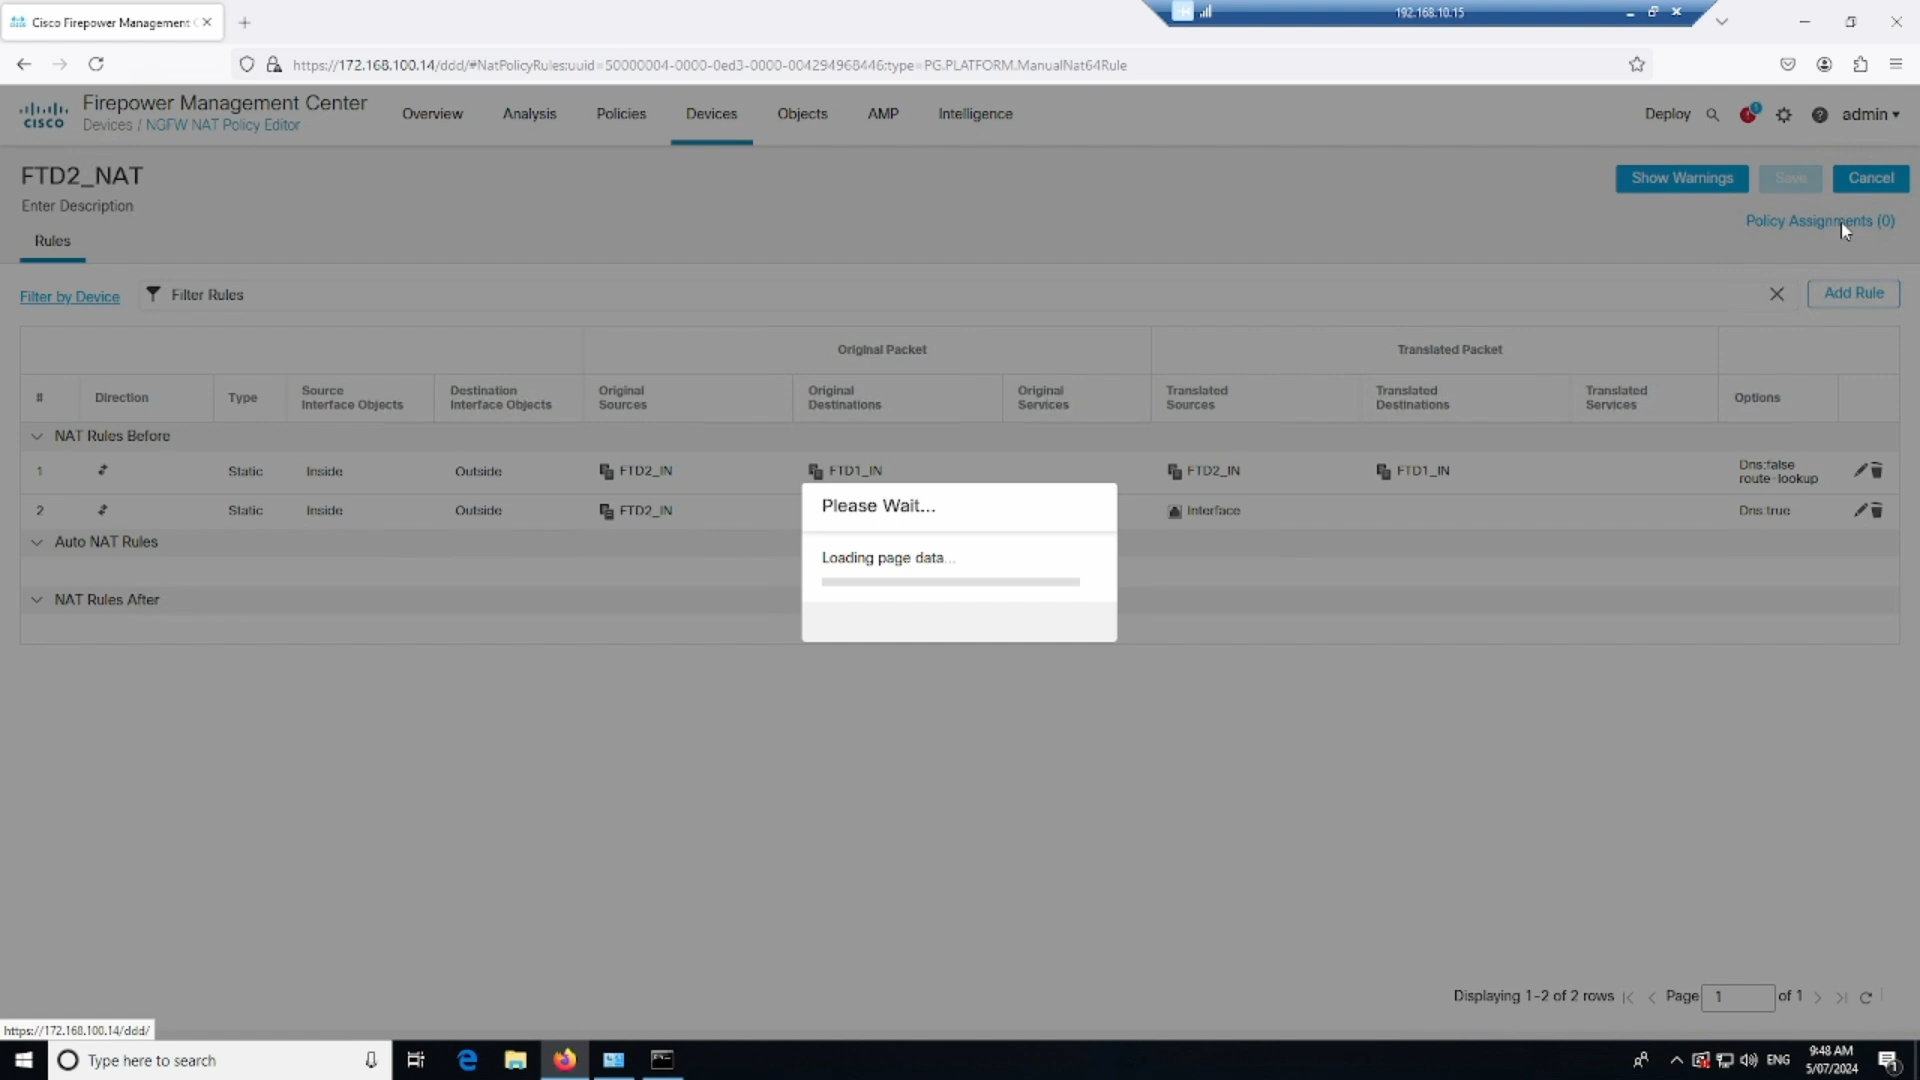 Cisco Firepower Management C
192.168.10.15
https://172.168.100.14/ddd/#NatPolicyRules:uuid=50000004-0000-0ed3-0000-004294968446;type=PG.PLATFORM.ManualNat64Rule
CISCO
Firepower Management Center
Devices / NGFW NAT Policy Editor
Overview
Analysis
Policies
Devices
Objects
AMP
Intelligence
Deploy
1
admin
FTD2_NAT
Show Warnings
Save
Cancel
Enter Description
Policy Assignments (0)
Rules
Filter by Device
Filter Rules
Add Rule
Original Packet
Translated Packet
#
Direction
Type
Source Interface Objects
Destination Interface Objects
Original Sources
Original Destinations
Original Services
Translated Sources
Translated Destinations
Translated Services
Options
NAT Rules Before
1
Static
Inside
Outside
FTD2_IN
FTD1_IN
FTD2_IN
FTD1_IN
Dns:false
route-lookup
2
Static
Inside
Outside
FTD2_IN
Interface
Dns:true
Auto NAT Rules
NAT Rules After
Please Wait...
Loading page data...
Displaying 1-2 of 2 rows
Page 1 of 1
https://172.168.100.14/ddd/
Type here to search
ENG
9:48 AM
5/07/2024
1